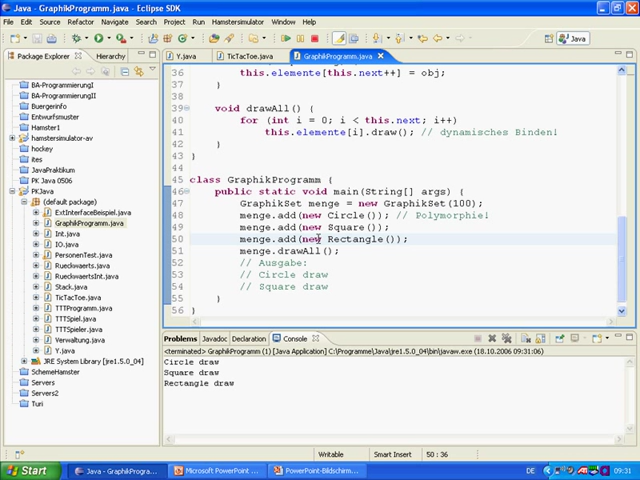 Java - GraphikProgramm.java - Eclipse SDK
File Edit Source Refactor Navigate Search Project Run Hamstersimulator Window Help
Java
Package Explorer Hierarchy
Y.java TicTacToe.java GraphikProgramm.java
BA-ProgrammierungI
BA-ProgrammierungII
Buergerinfo
Entwurfsmuster
Hamster1
hamstersimulator-av
hockey
ites
JavaPraktikum
PK Java 0506
PKJava
(default package)
ExtInterfaceBeispiel.java
GraphikProgramm.java
Int.java
IO.java
PersonenTest.java
Rueckwaerts.java
RueckwaertsInt.java
Stack.java
TicTacToe.java
TTTProgramm.java
TTTSpiel.java
TTTSpieler.java
Verwaltung.java
Y.java
JRE System Library [jre1.5.0_04]
SchemeHamster
Servers
Servers2
Turi
36 this.elemente[this.next++] = obj;
37 }
38
39 void drawAll() {
40 for (int i = 0; i < this.next; i++)
41 this.elemente[i].draw(); // dynamisches Binden!
42 }
43 }
44
45 class GraphikProgramm {
46 public static void main(String[] args) {
47 GraphikSet menge = new GraphikSet(100);
48 menge.add(new Circle()); // Polymorphie!
49 menge.add(new Square());
50 menge.add(new Rectangle());
51 menge.drawAll();
52 // Ausgabe:
53 // Circle draw
54 // Square draw
55 }
56 }
Problems Javadoc Declaration Console
<terminated> GraphikProgramm (1) [Java Application] C:\Programme\Java\jre1.5.0_04\bin\javaw.exe (18.10.2006 09:31:06)
Circle draw
Square draw
Rectangle draw
Writable Smart Insert 50 : 36
Start Java - GraphikProgra... Microsoft PowerPoint ... PowerPoint-Bildschirm... DE 09:31